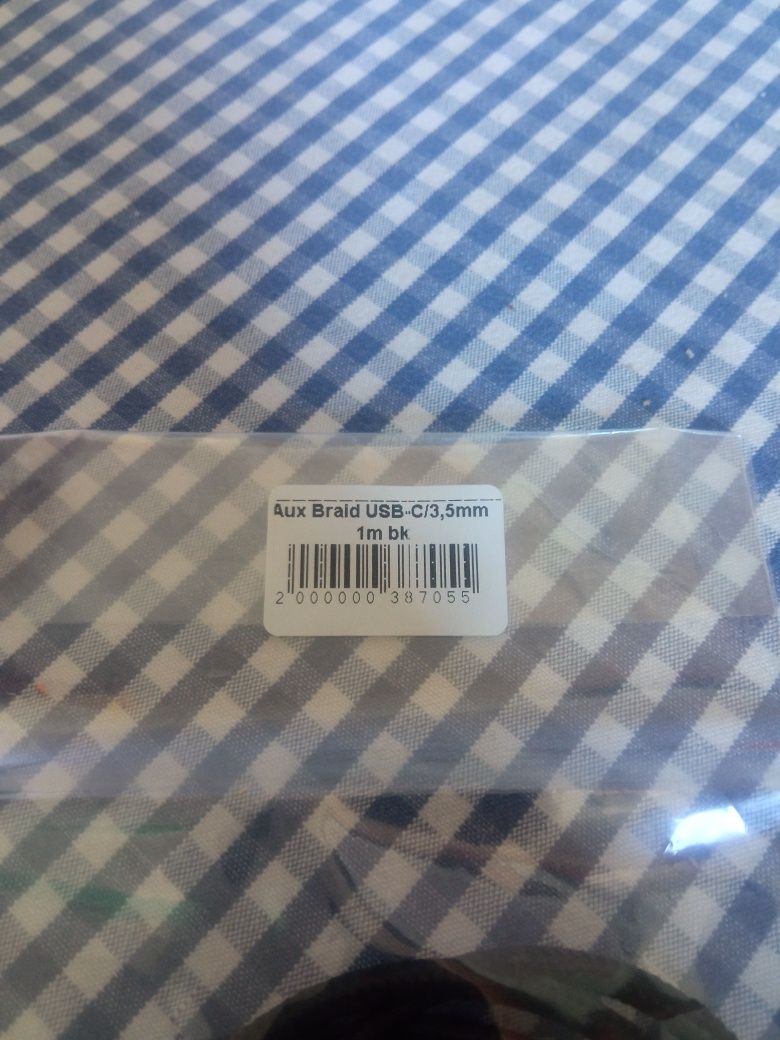 Aux Braid USB-C/3,5mm
1m bk
2 000000 387055